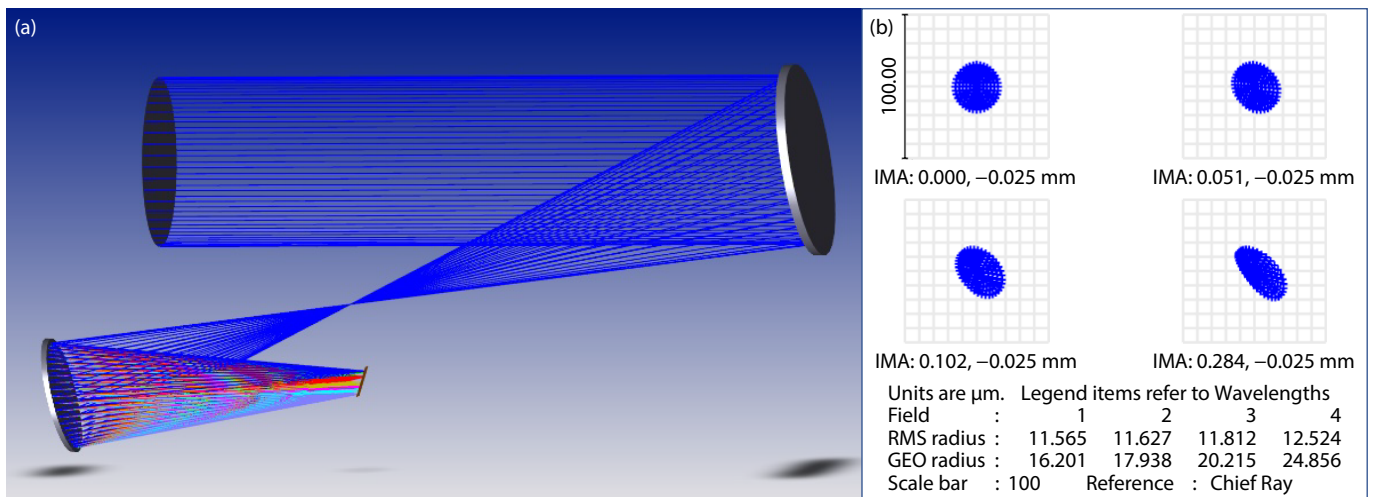 (a)
(b)
100.00
IMA: 0.000, −0.025 mm
IMA: 0.051, −0.025 mm
IMA: 0.102, −0.025 mm
IMA: 0.284, −0.025 mm
Units are µm. Legend items refer to Wavelengths
Field : 1 2 3 4
RMS radius : 11.565 11.627 11.812 12.524
GEO radius : 16.201 17.938 20.215 24.856
Scale bar : 100 Reference : Chief Ray